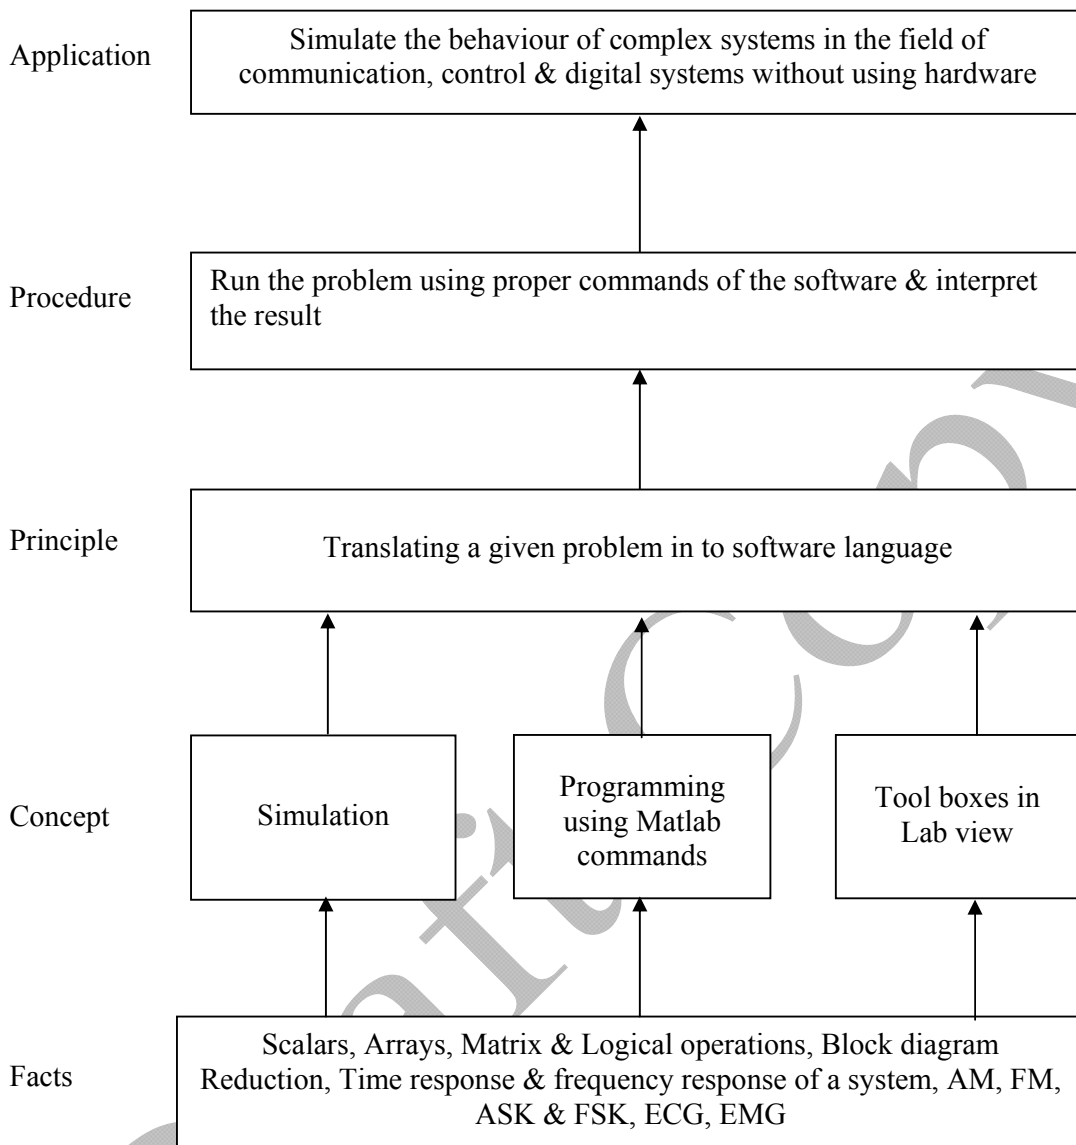 Application
Simulate the behaviour of complex systems in the field of
communication, control & digital systems without using hardware
Procedure
Run the problem using proper commands of the software & interpret
the result
Principle
Translating a given problem in to software language
Concept
Simulation
Programming
using Matlab
commands
Tool boxes in
Lab view
Facts
Scalars, Arrays, Matrix & Logical operations, Block diagram
Reduction, Time response & frequency response of a system, AM, FM,
ASK & FSK, ECG, EMG